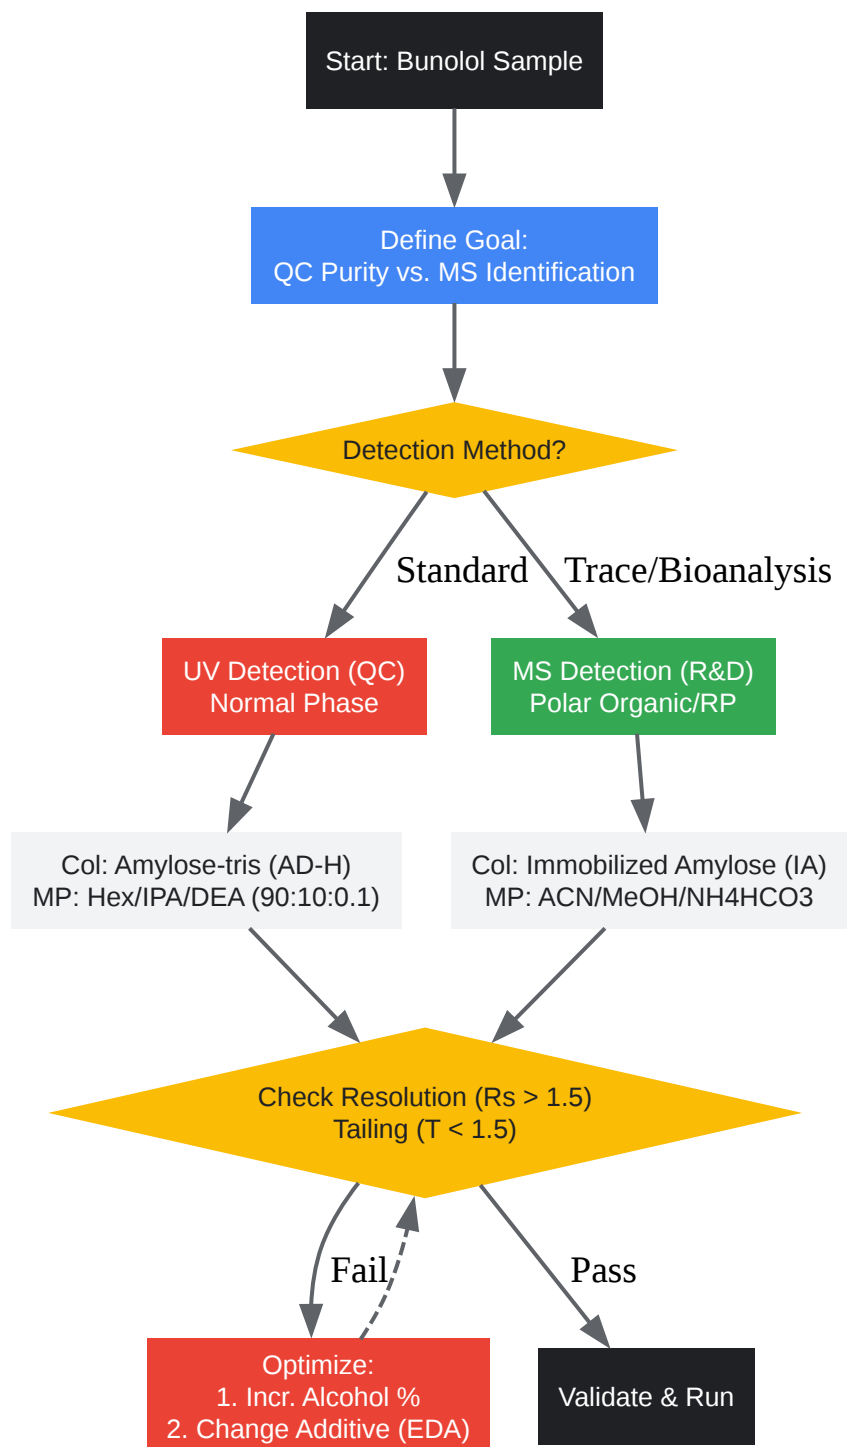 Start: Bunolol Sample
Define Goal:
QC Purity vs. MS Identification
Detection Method?
Standard
Trace/Bioanalysis
UV Detection (QC)
Normal Phase
MS Detection (R&D)
Polar Organic/RP
Col: Amylose-tris (AD-H)
MP: Hex/IPA/DEA (90:10:0.1)
Col: Immobilized Amylose (IA)
MP: ACN/MeOH/NH4HCO3
Check Resolution (Rs > 1.5)
Tailing (T < 1.5)
Fail
Pass
Optimize:
1. Incr. Alcohol %
2. Change Additive (EDA)
Validate & Run